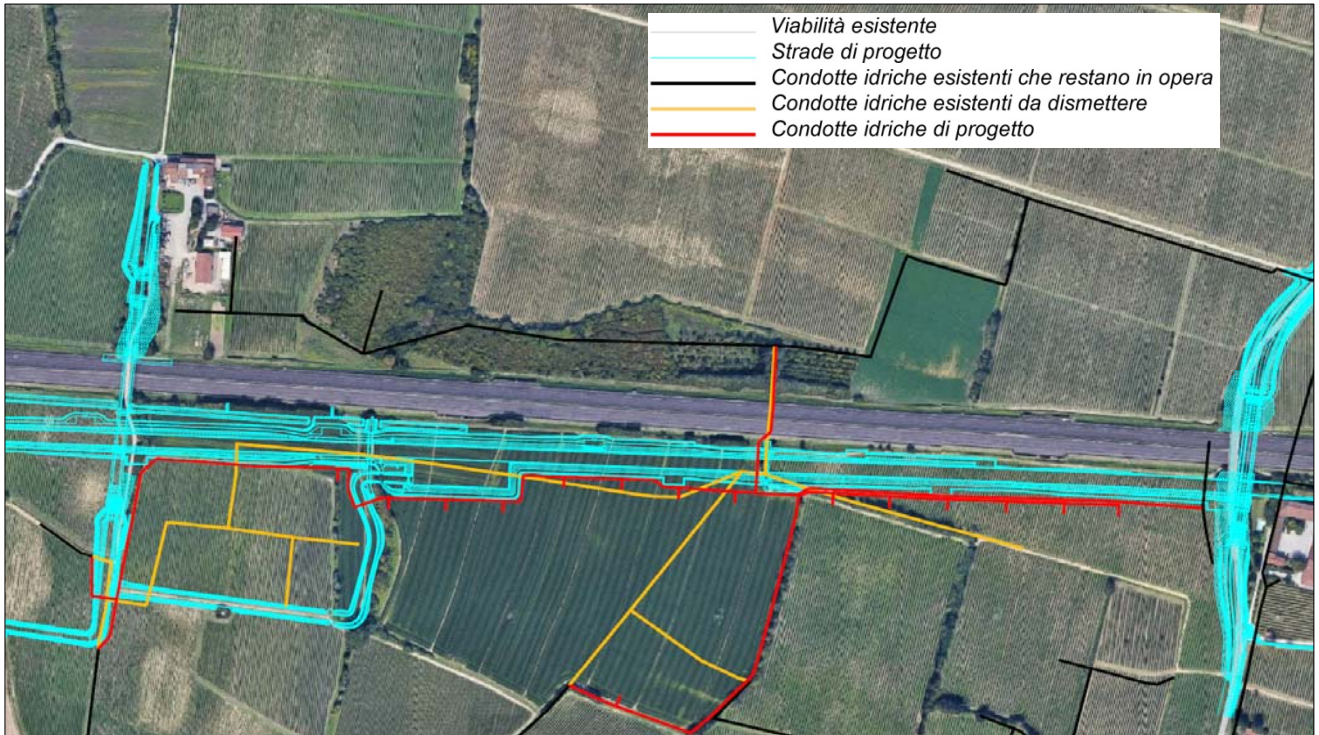 Viabilità esistente
Strade di progetto
Condotte idriche esistenti che restano in opera
Condotte idriche esistenti da dismettere
Condotte idriche di progetto